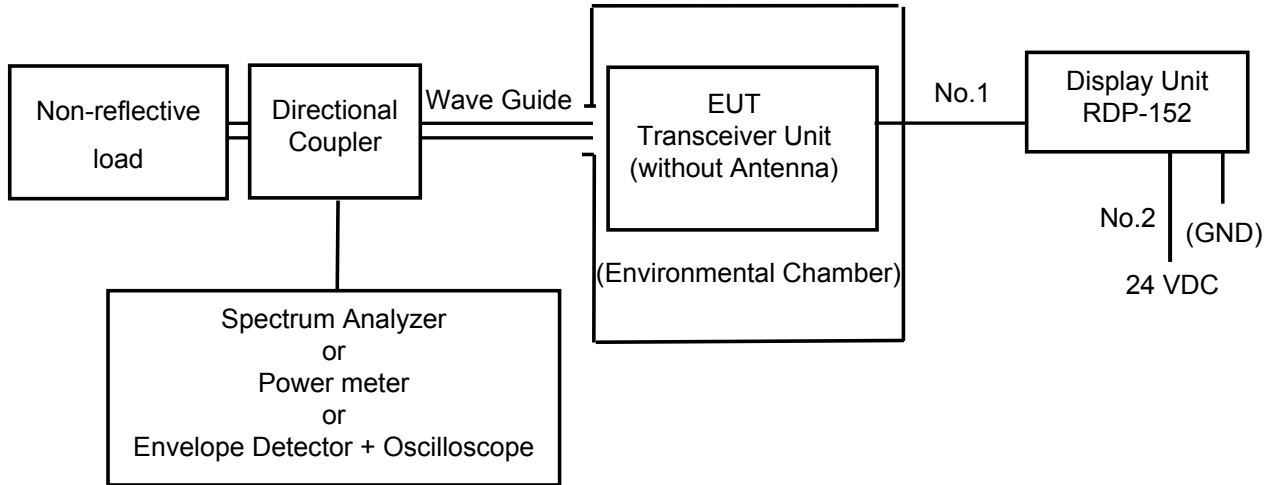 Non-reflective
load
Directional
Coupler
Wave Guide
EUT
Transceiver Unit
(without Antenna)
(Environmental Chamber)
No.1
Display Unit
RDP-152
No.2
(GND)
24 VDC
Spectrum Analyzer
or
Power meter
or
Envelope Detector + Oscilloscope